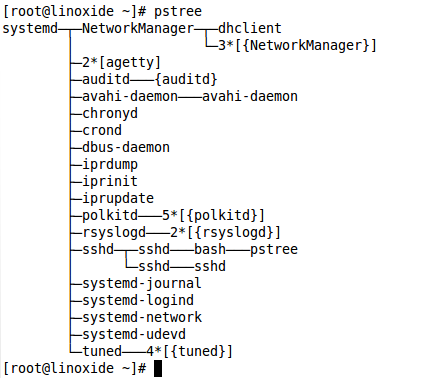 [root@linoxide ~]# pstree
systemd─┬─NetworkManager─┬─dhclient
        │                └─3*[{NetworkManager}]
        ├─2*[agetty]
        ├─auditd───{auditd}
        ├─avahi-daemon───avahi-daemon
        ├─chronyd
        ├─crond
        ├─dbus-daemon
        ├─iprdump
        ├─iprinit
        ├─iprupdate
        ├─polkitd───5*[{polkitd}]
        ├─rsyslogd───2*[{rsyslogd}]
        ├─sshd─┬─sshd───bash───pstree
        │      └─sshd───sshd
        ├─systemd-journal
        ├─systemd-logind
        ├─systemd-network
        ├─systemd-udevd
        └─tuned───4*[{tuned}]
[root@linoxide ~]#